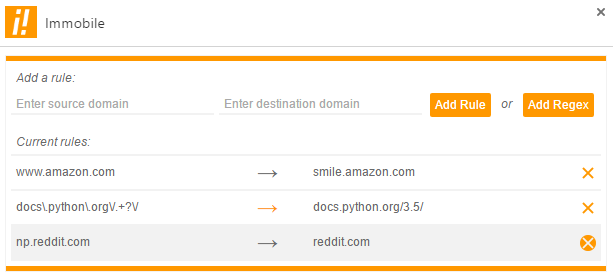 i! Immobile
Add a rule:
Enter source domain Enter destination domain Add Rule or Add Regex
Current rules:
www.amazon.com → smile.amazon.com
docs\.python\.org\/.+?\/ → docs.python.org/3.5/
np.reddit.com → reddit.com